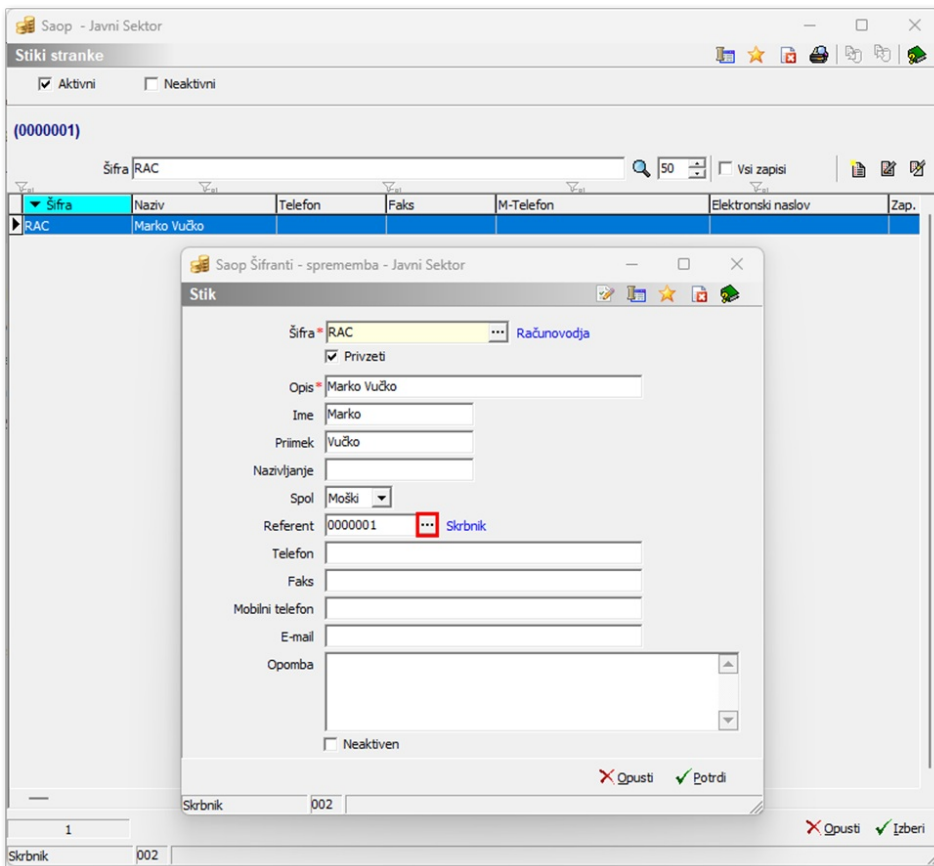 Saop - Javni Sektor
Stiki stranke
Aktivni Neaktivni
(0000001)
Šifra RAC 50 Vsi zapisi
Šifra Naziv Telefon Faks M-Telefon Elektronski naslov Zap.
RAC Marko Vučko
Saop Šifranti - sprememba - Javni Sektor
Stik
Šifra* RAC ... Računovodja
Privzeti
Opis* Marko Vučko
Ime Marko
Priimek Vučko
Nazivljanje
Spol Moški
Referent 0000001 ... Skrbnik
Telefon
Faks
Mobilni telefon
E-mail
Opomba
Neaktiven
Opusti Potrdi
Skrbnik 002
1 Opusti Izberi
Skrbnik 002